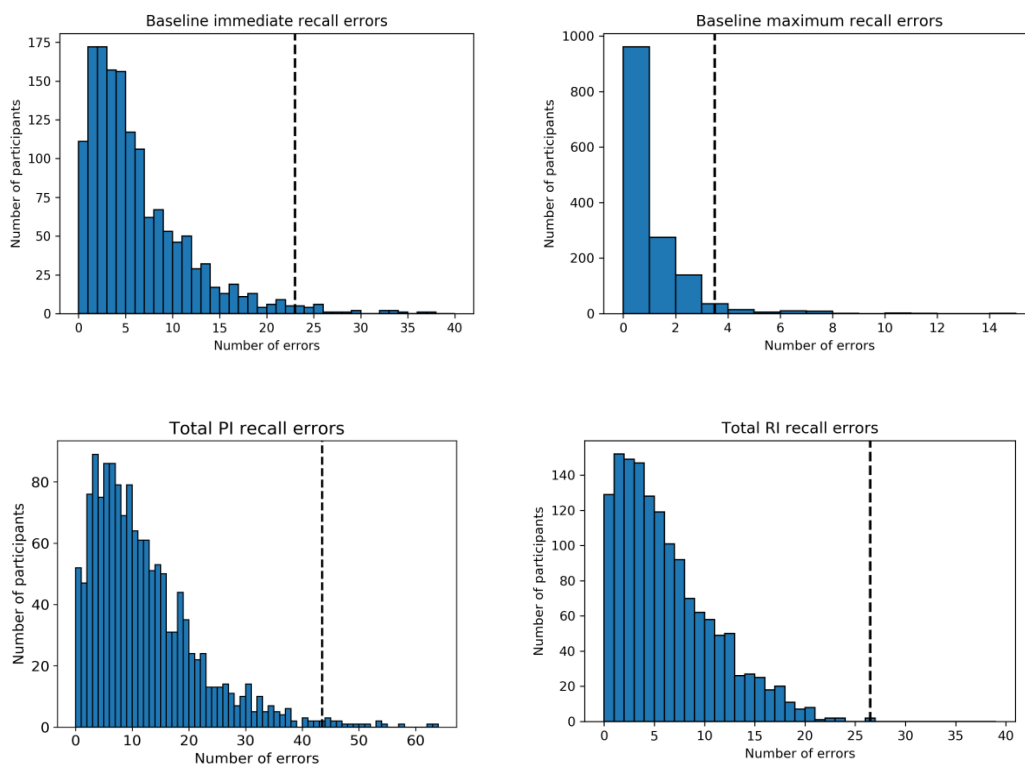 Baseline immediate recall errors
175
150
125
100
75
50
25
0
Number of participants
0 5 10 15 20 25 30 35 40
Number of errors
Baseline maximum recall errors
1000
800
600
400
200
0
Number of participants
0 2 4 6 8 10 12 14
Number of errors
Total PI recall errors
80
60
40
20
0
Number of participants
0 10 20 30 40 50 60
Number of errors
Total RI recall errors
140
120
100
80
60
40
20
0
Number of participants
0 5 10 15 20 25 30 35 40
Number of errors